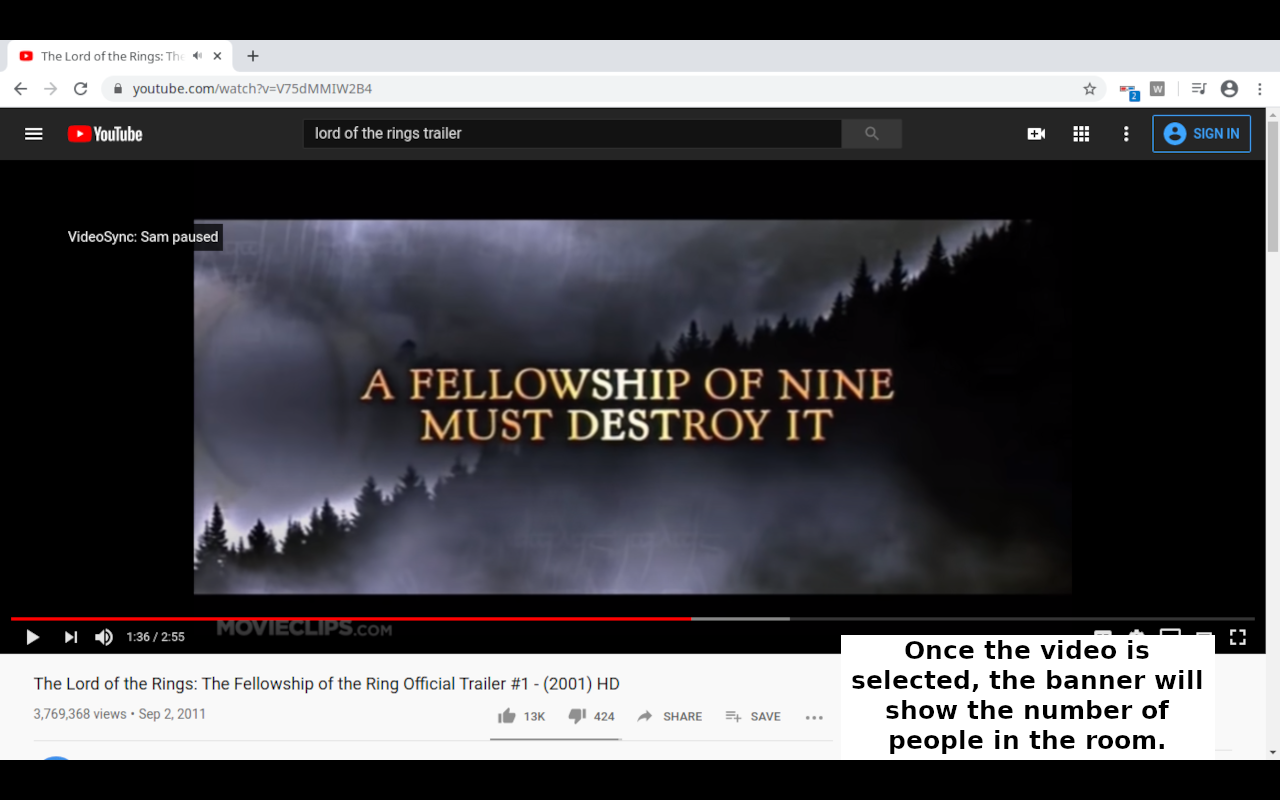 The Lord of the Rings: Th
youtube.com/watch?v=V75dMMIW2B4
2
W
YouTube
lord of the rings trailer
SIGN IN
VideoSync: Sam paused
A FELLOWSHIP OF NINE
MUST DESTROY IT
MOVIECLIPS.COM
1:36 / 2:55
The Lord of the Rings: The Fellowship of the Ring Official Trailer #1 - (2001) HD
3,769,368 views • Sep 2, 2011
13K
424
SHARE
SAVE
Once the video is
selected, the banner will
show the number of
people in the room.